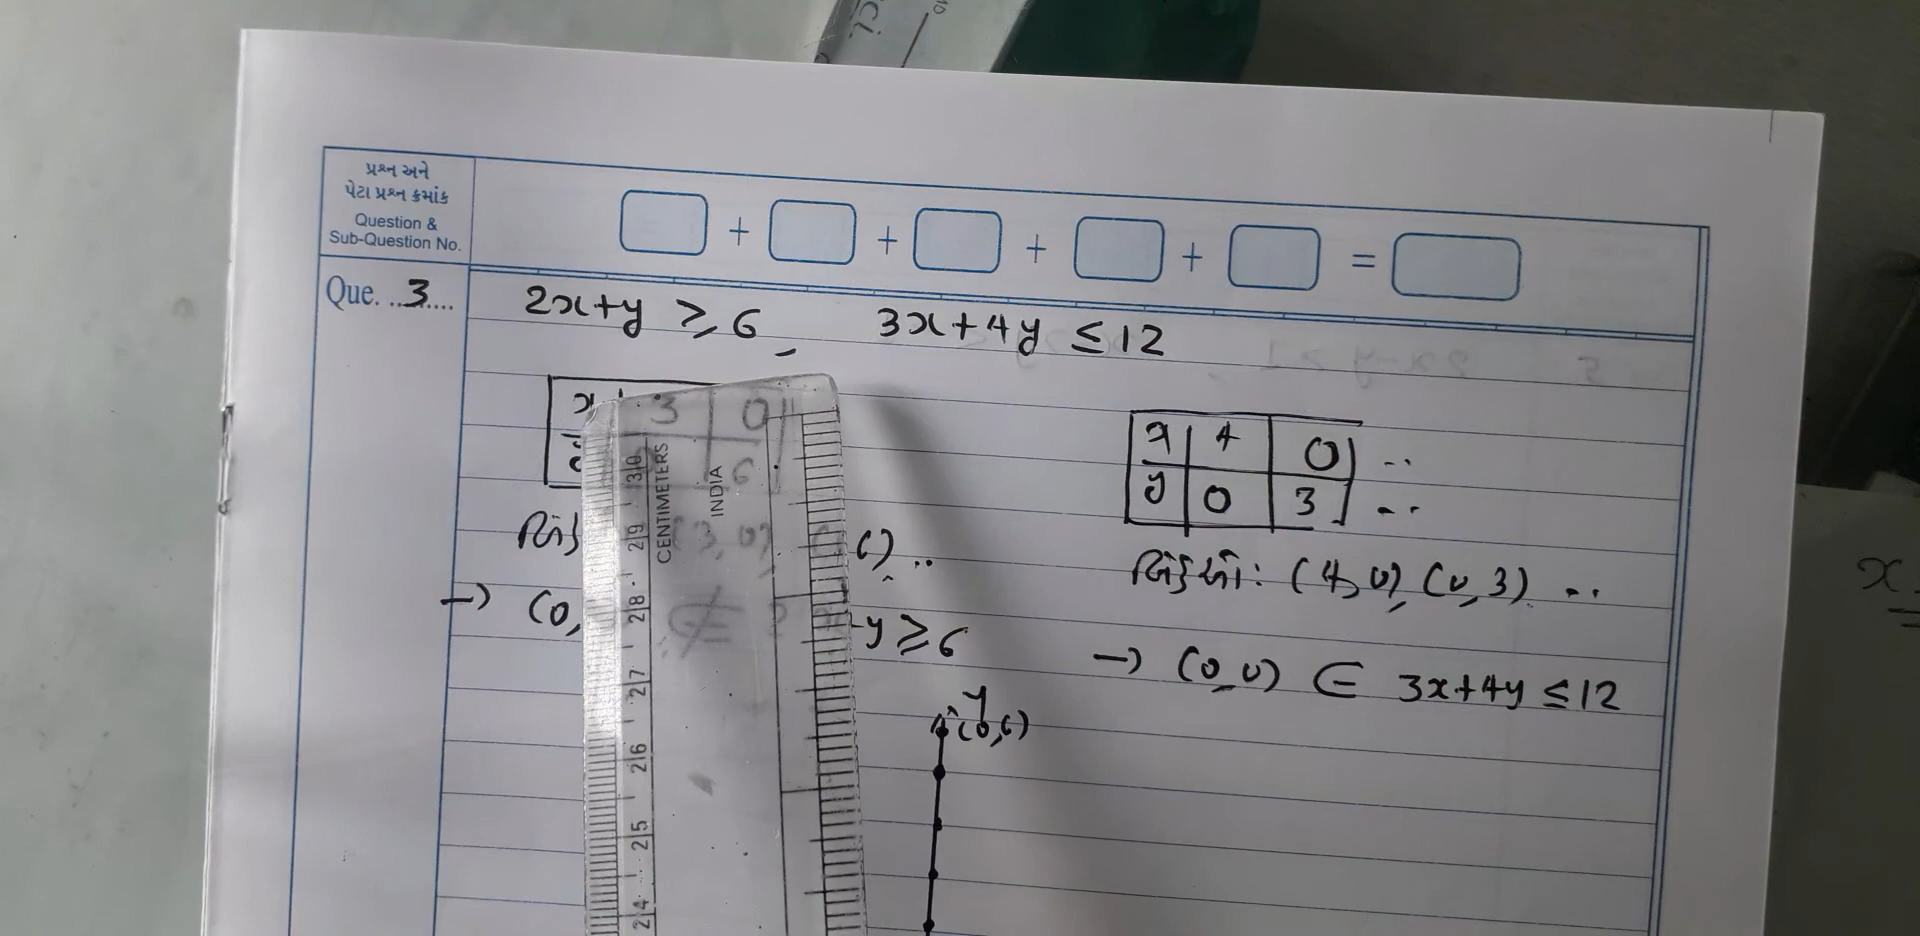 પ્રશ્ન અને
પેટા પ્રશ્ન ક્રમાંક
Question &
Sub-Question No.
+ + + + =
Que. ..3.....
2x+y ≥ 6, 3x+4y ≤ 12
x 3 0
6
x 4 0 ..
y 0 3 ..
(4,0), (0,3) ..
→ (0,
-y ≥ 6
→ (0,0) ∈ 3x+4y ≤ 12
y
(0,6)
CENTIMETERS
INDIA
30
29
28
27
26
25
24